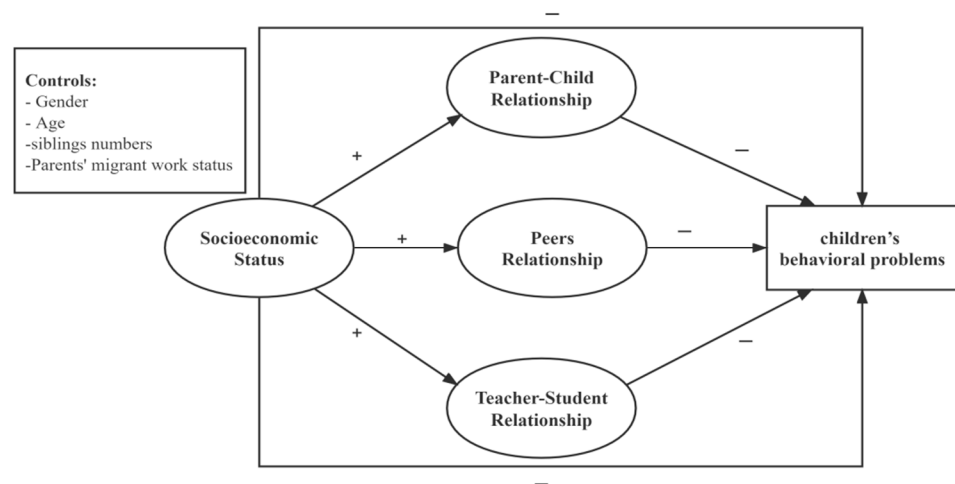 —
Controls:
- Gender
- Age
-siblings numbers
-Parents' migrant work status
Parent-Child
Relationship
+
—
Socioeconomic
Status
+
Peers
Relationship
—
children's
behavioral problems
+
Teacher-Student
Relationship
—
—